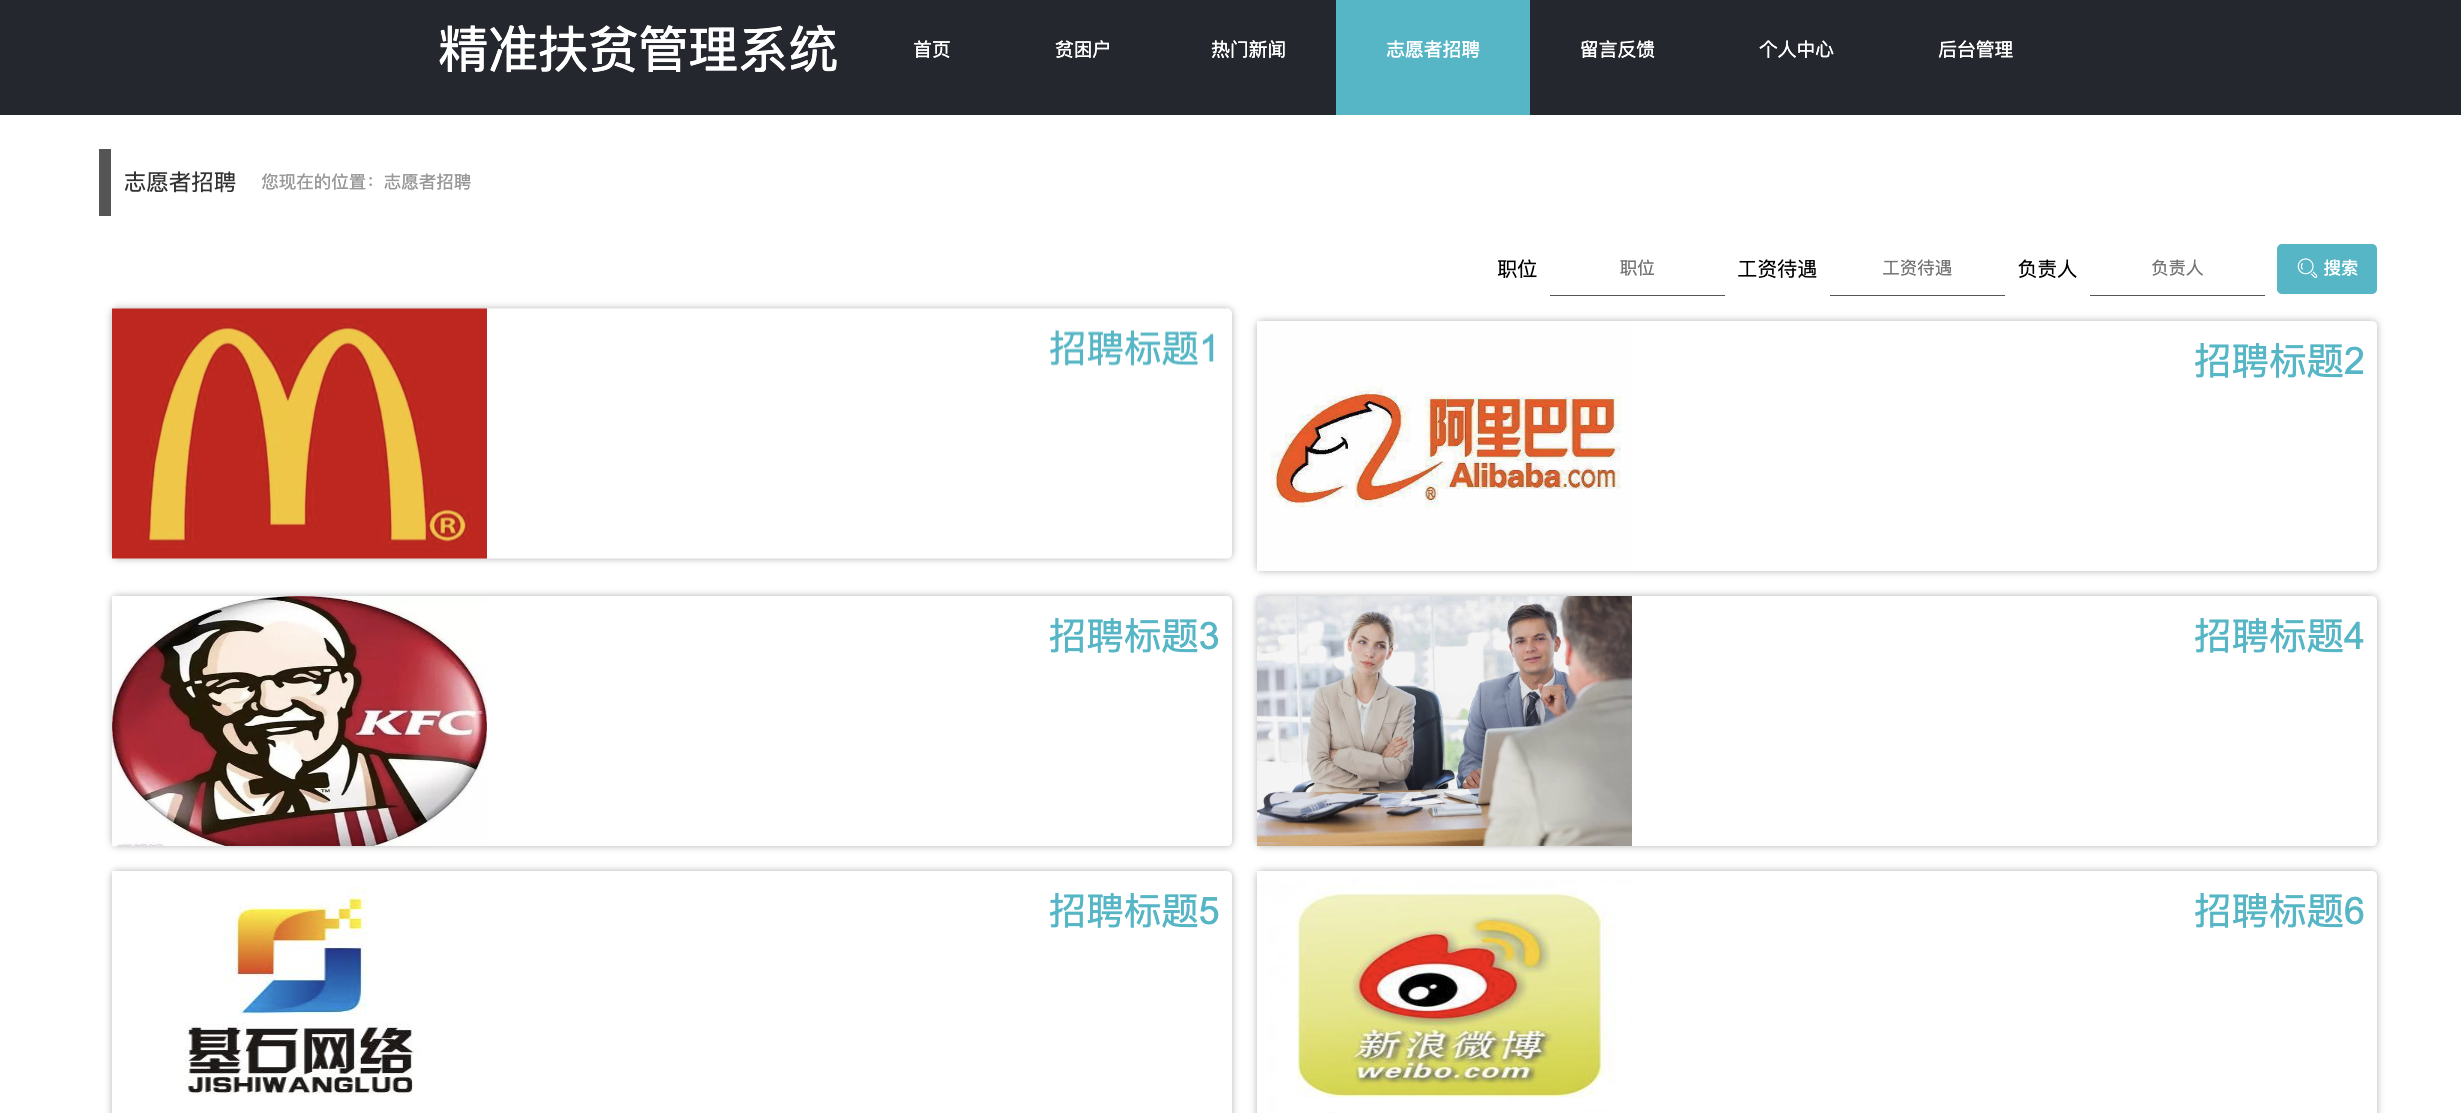 精准扶贫管理系统 首页 贫困户 热门新闻 志愿者招聘 留言反馈 个人中心 后台管理
志愿者招聘 您现在的位置：志愿者招聘
职位 职位 工资待遇 工资待遇 负责人 负责人 搜索
招聘标题1
®
招聘标题2
阿里巴巴
Alibaba.com
®
招聘标题3
KFC
™
招聘标题4
招聘标题5
基石网络
JISHIWANGLUO
招聘标题6
新浪微博
weibo.com